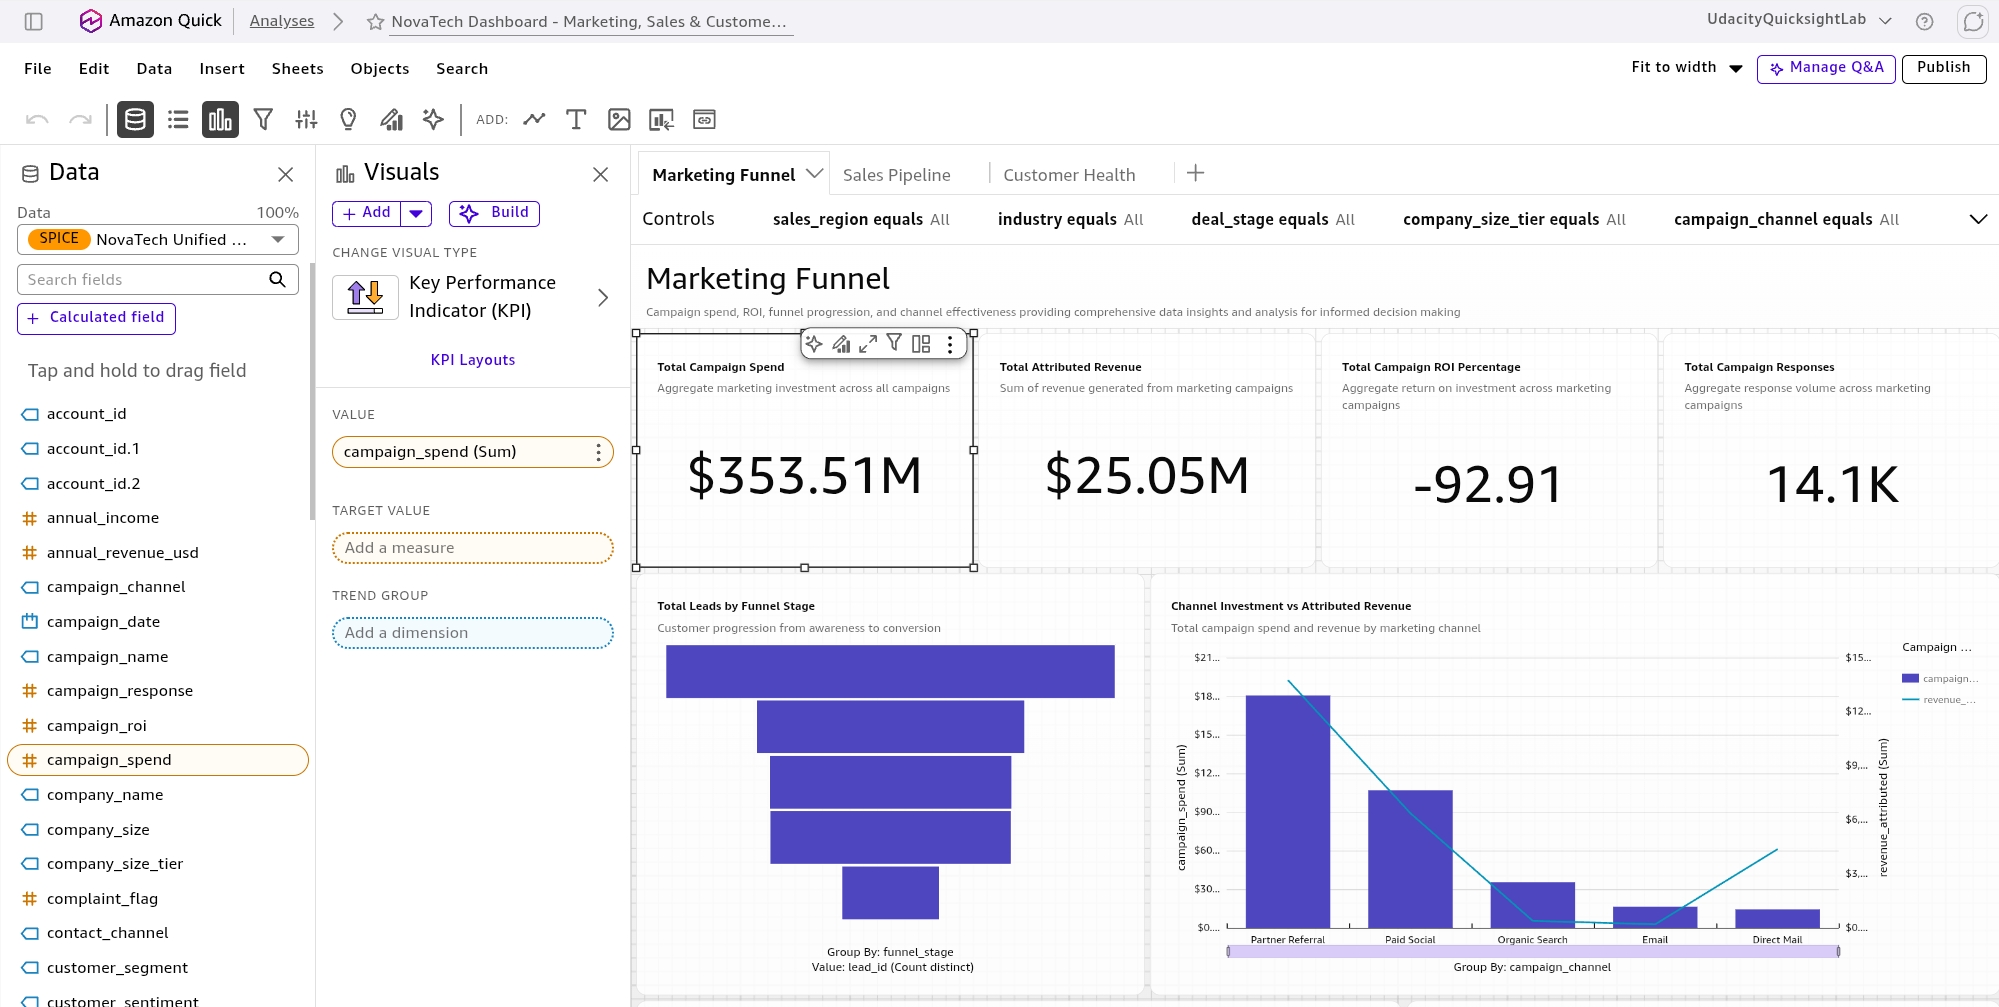 Amazon Quick
Analyses
NovaTech Dashboard - Marketing, Sales & Custome...
UdacityQuicksightLab
File
Edit
Data
Insert
Sheets
Objects
Search
Fit to width
Manage Q&A
Publish
ADD:
Data
Data
100%
SPICE
NovaTech Unified ...
Search fields
+ Calculated field
Tap and hold to drag field
account_id
account_id.1
account_id.2
annual_income
annual_revenue_usd
campaign_channel
campaign_date
campaign_name
campaign_response
campaign_roi
campaign_spend
company_name
company_size
company_size_tier
complaint_flag
contact_channel
customer_segment
customer_sentiment
Visuals
+ Add
Build
CHANGE VISUAL TYPE
Key Performance
Indicator (KPI)
KPI Layouts
VALUE
campaign_spend (Sum)
TARGET VALUE
Add a measure
TREND GROUP
Add a dimension
Marketing Funnel
Sales Pipeline
Customer Health
Controls
sales_region equals All
industry equals All
deal_stage equals All
company_size_tier equals All
campaign_channel equals All
Marketing Funnel
Campaign spend, ROI, funnel progression, and channel effectiveness providing comprehensive data insights and analysis for informed decision making
Total Campaign Spend
Aggregate marketing investment across all campaigns
$353.51M
Total Attributed Revenue
Sum of revenue generated from marketing campaigns
$25.05M
Total Campaign ROI Percentage
Aggregate return on investment across marketing
campaigns
-92.91
Total Campaign Responses
Aggregate response volume across marketing
campaigns
14.1K
Total Leads by Funnel Stage
Customer progression from awareness to conversion
Group By: funnel_stage
Value: lead_id (Count distinct)
Channel Investment vs Attributed Revenue
Total campaign spend and revenue by marketing channel
campaign_spend (Sum)
$21...
$18...
$15...
$12...
$90...
$60...
$30...
$0....
Partner Referral
Paid Social
Organic Search
Email
Direct Mail
Group By: campaign_channel
$15...
$12...
$9,...
$6,...
$3,...
$0....
revenue_attributed (Sum)
Campaign ...
campaign...
revenue_...